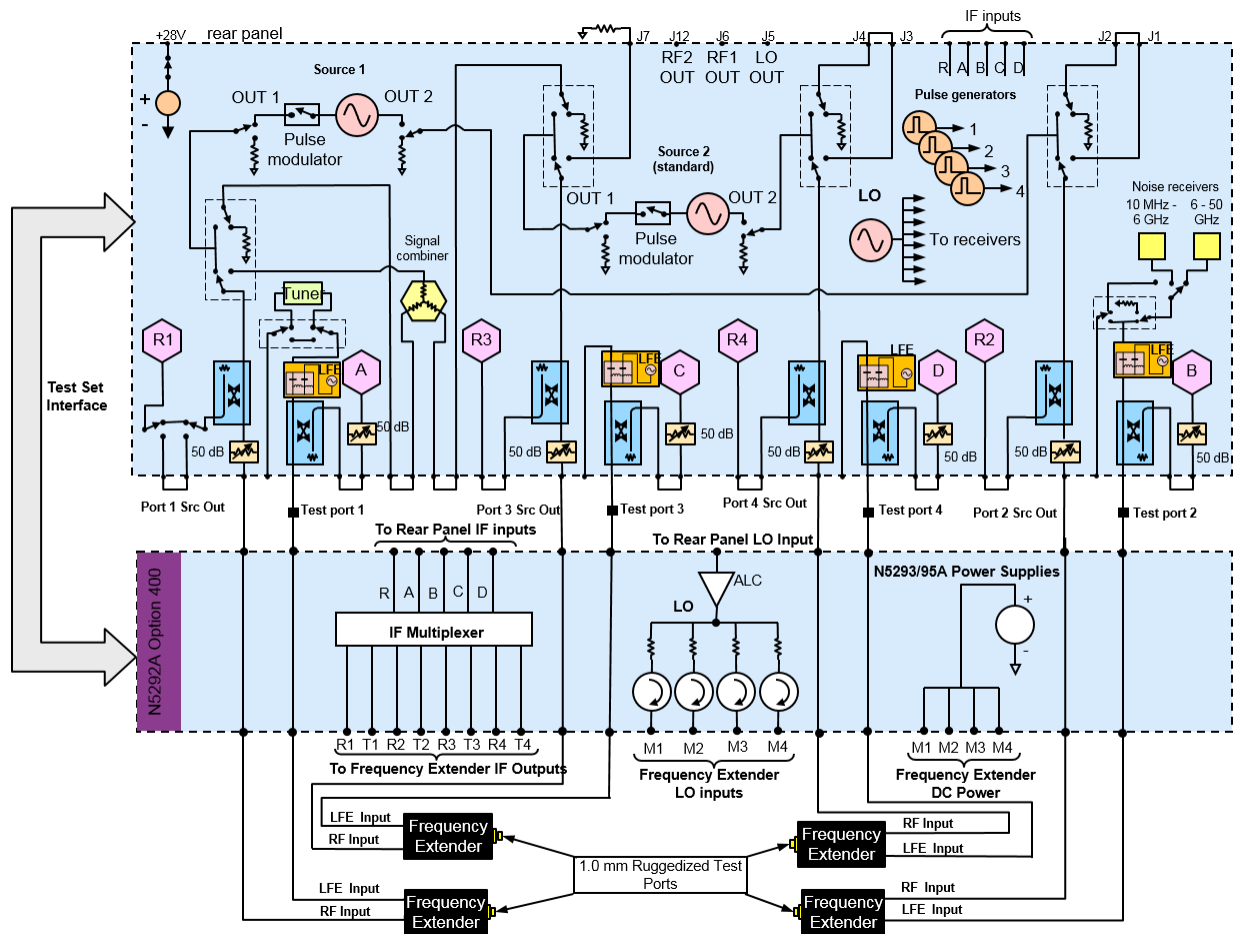 IF inputs
+28V
rear panel
J7
J12
J6
J5
J4
J3
J2
J1
RF2
OUT
RF1
OUT
LO
OUT
R
A
B
C
D
Source 1
Pulse generators
+
-
OUT 1
OUT 2
Pulse
modulator
1
2
3
4
Source 2
(standard)
Noise receivers
10 MHz -
6 GHz
6 - 50
GHz
OUT 1
OUT 2
LO
Pulse
modulator
To receivers
Signal
combiner
Tuner
R1
R3
R4
R2
LFE
A
LFE
C
LFE
D
LFE
B
Test Set
Interface
50 dB
50 dB
50 dB
50 dB
50 dB
50 dB
50 dB
50 dB
Port 1 Src Out
Test port 1
Port 3 Src Out
Test port 3
Port 4 Src Out
Test port 4
Port 2 Src Out
Test port 2
To Rear Panel IF inputs
To Rear Panel LO Input
N5292A Option 400
R
A
B
C
D
IF Multiplexer
ALC
LO
N5293/95A Power Supplies
+
-
R1
T1
R2
T2
R3
T3
R4
T4
To Frequency Extender IF Outputs
M1
M2
M3
M4
Frequency Extender
LO inputs
M1
M2
M3
M4
Frequency Extender
DC Power
LFE Input
RF Input
Frequency
Extender
Frequency
Extender
RF Input
LFE Input
1.0 mm Ruggedized Test
Ports
LFE Input
RF Input
Frequency
Extender
Frequency
Extender
RF Input
LFE Input